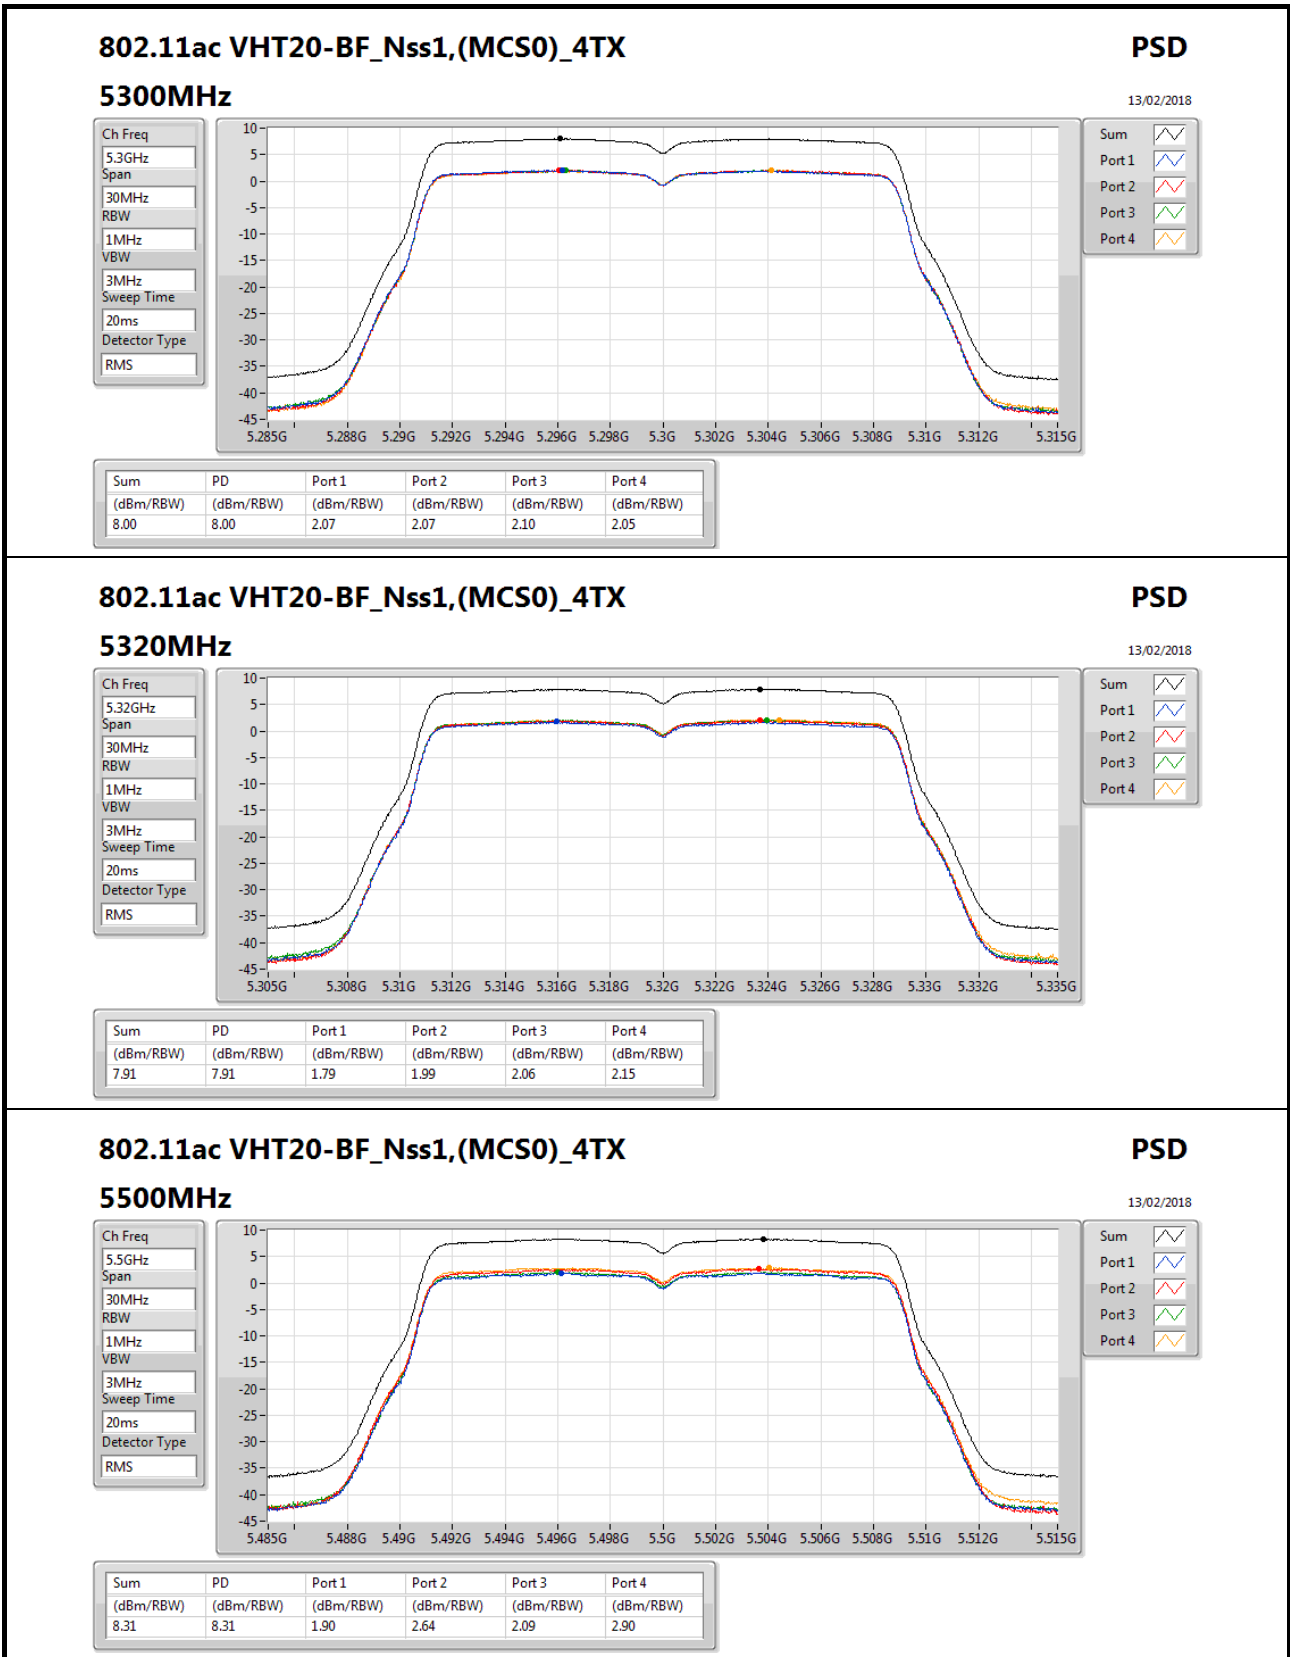 802.11ac VHT20-BF_Nss1,(MCS0)_4TX PSD
5300MHz 13/02/2018
Ch Freq
5.3GHz
Span
30MHz
RBW
1MHz
VBW
3MHz
Sweep Time
20ms
Detector Type
RMS
10
5
0
-5
-10
-15
-20
-25
-30
-35
-40
-45
5.285G 5.288G 5.29G 5.292G 5.294G 5.296G 5.298G 5.3G 5.302G 5.304G 5.306G 5.308G 5.31G 5.312G 5.315G
Sum
Port 1
Port 2
Port 3
Port 4
Sum PD Port 1 Port 2 Port 3 Port 4
(dBm/RBW) (dBm/RBW) (dBm/RBW) (dBm/RBW) (dBm/RBW) (dBm/RBW)
8.00 8.00 2.07 2.07 2.10 2.05
802.11ac VHT20-BF_Nss1,(MCS0)_4TX PSD
5320MHz 13/02/2018
Ch Freq
5.32GHz
Span
30MHz
RBW
1MHz
VBW
3MHz
Sweep Time
20ms
Detector Type
RMS
10
5
0
-5
-10
-15
-20
-25
-30
-35
-40
-45
5.305G 5.308G 5.31G 5.312G 5.314G 5.316G 5.318G 5.32G 5.322G 5.324G 5.326G 5.328G 5.33G 5.332G 5.335G
Sum
Port 1
Port 2
Port 3
Port 4
Sum PD Port 1 Port 2 Port 3 Port 4
(dBm/RBW) (dBm/RBW) (dBm/RBW) (dBm/RBW) (dBm/RBW) (dBm/RBW)
7.91 7.91 1.79 1.99 2.06 2.15
802.11ac VHT20-BF_Nss1,(MCS0)_4TX PSD
5500MHz 13/02/2018
Ch Freq
5.5GHz
Span
30MHz
RBW
1MHz
VBW
3MHz
Sweep Time
20ms
Detector Type
RMS
10
5
0
-5
-10
-15
-20
-25
-30
-35
-40
-45
5.485G 5.488G 5.49G 5.492G 5.494G 5.496G 5.498G 5.5G 5.502G 5.504G 5.506G 5.508G 5.51G 5.512G 5.515G
Sum
Port 1
Port 2
Port 3
Port 4
Sum PD Port 1 Port 2 Port 3 Port 4
(dBm/RBW) (dBm/RBW) (dBm/RBW) (dBm/RBW) (dBm/RBW) (dBm/RBW)
8.31 8.31 1.90 2.64 2.09 2.90